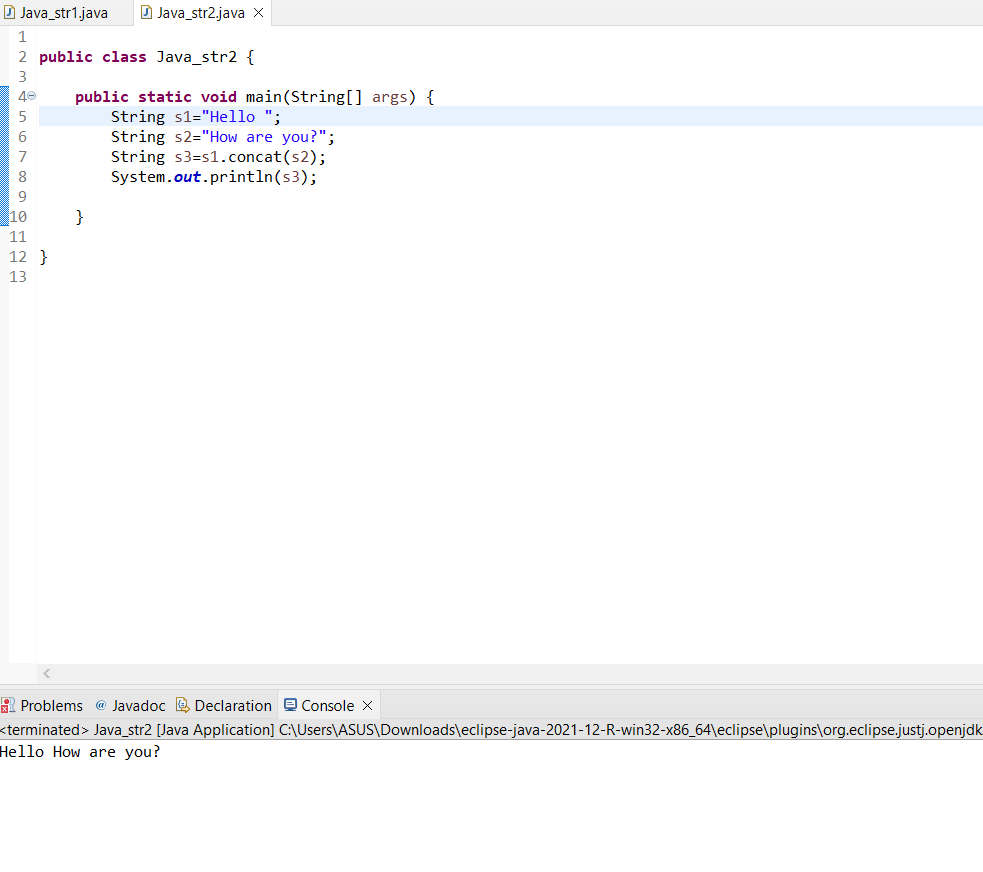 Java_str1.java Java_str2.java
1
2 public class Java_str2 {
3
4 public static void main(String[] args) {
5 String s1="Hello ";
6 String s2="How are you?";
7 String s3=s1.concat(s2);
8 System.out.println(s3);
9
10 }
11
12 }
13
Problems @ Javadoc Declaration Console
<terminated> Java_str2 [Java Application] C:\Users\ASUS\Downloads\eclipse-java-2021-12-R-win32-x86_64\eclipse\plugins\org.eclipse.justj.openjdk
Hello How are you?